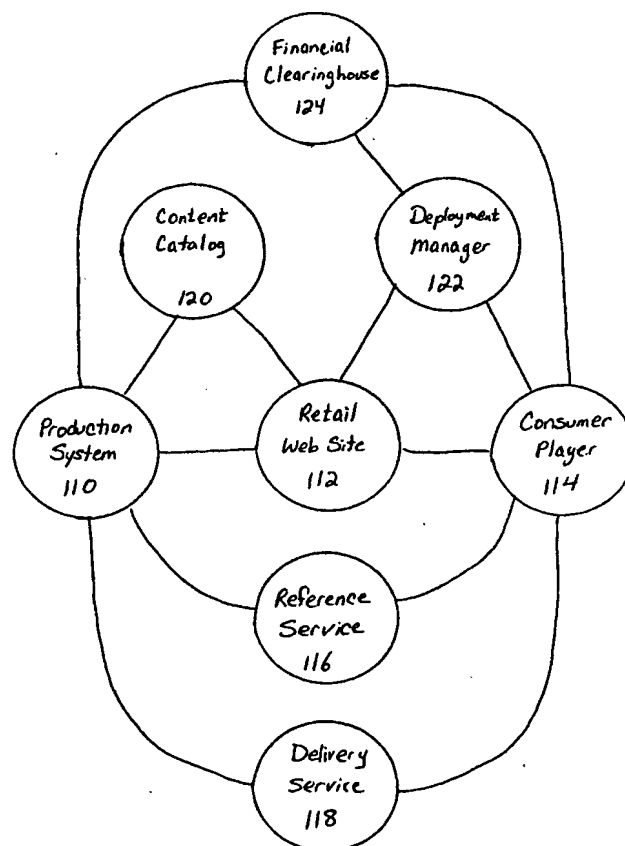 Financial
Clearinghouse
124
Content
Catalog
120
Deployment
Manager
122
Production
System
110
Retail
Web Site
112
Consumer
Player
114
Reference
Service
116
Delivery
Service
118